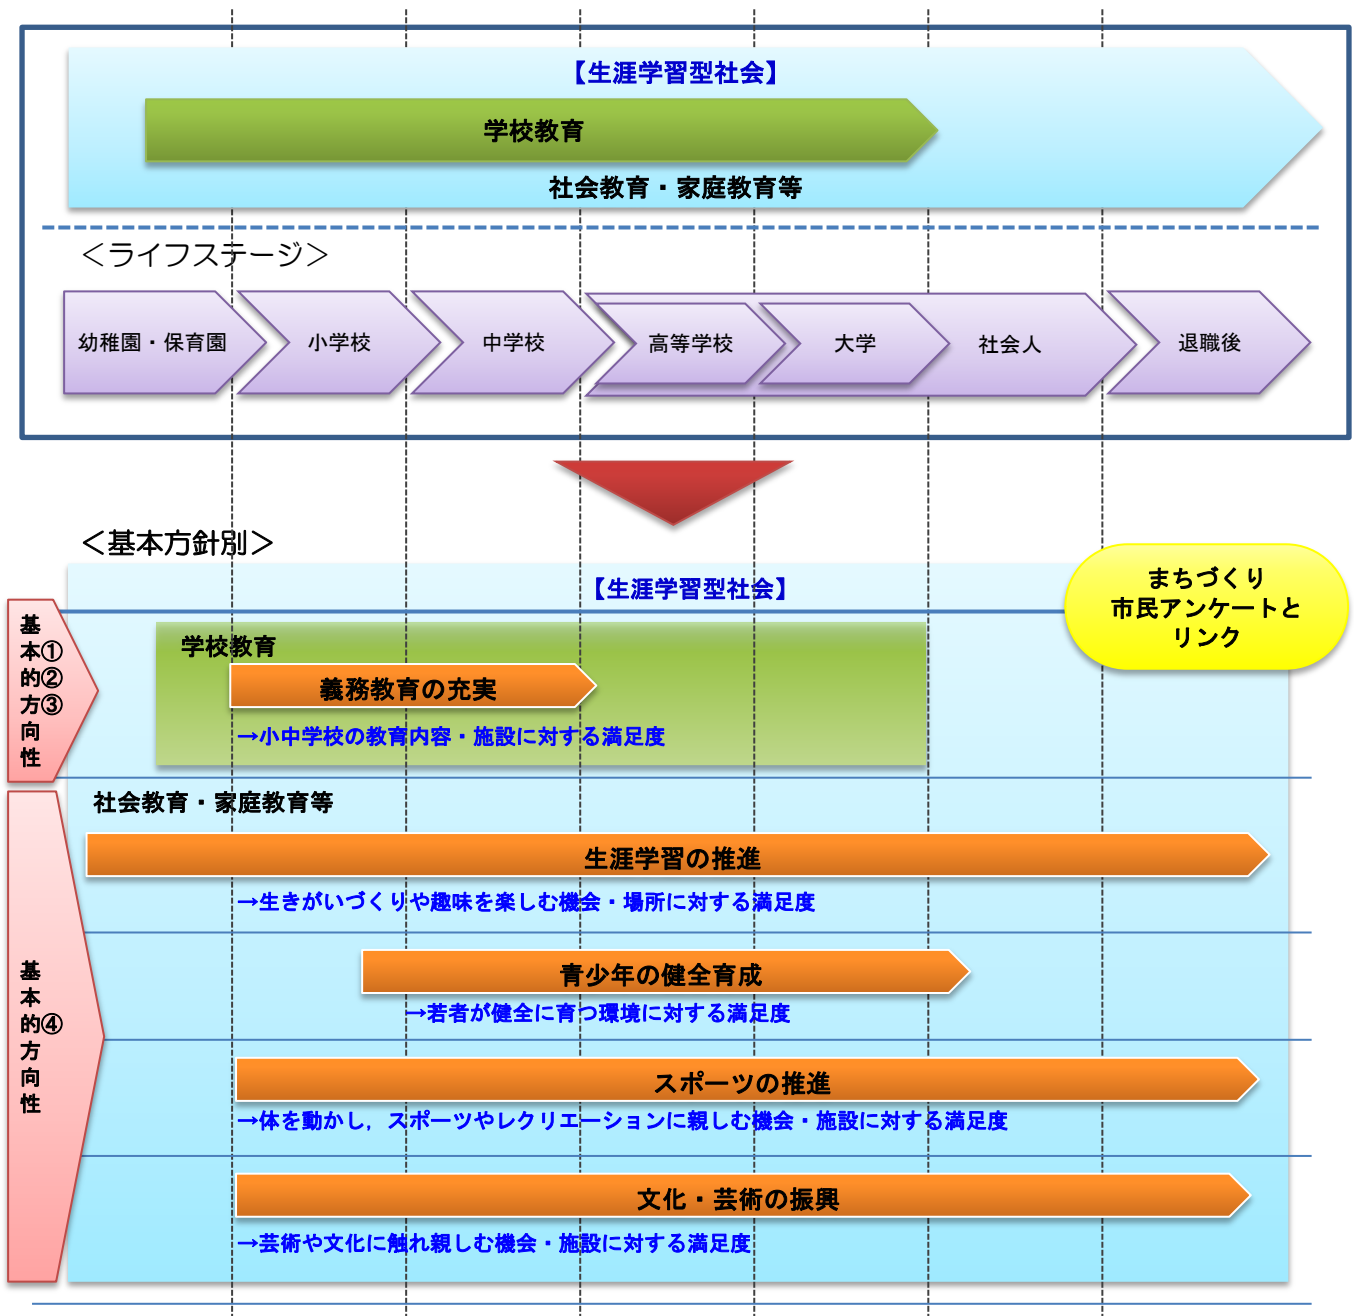 【生涯学習型社会】
学校教育
社会教育・家庭教育等
＜ライフステージ＞
幼稚園・保育園
小学校
中学校
高等学校
大学
社会人
退職後
＜基本方針別＞
【生涯学習型社会】
まちづくり
市民アンケートと
リンク
基本的方向性
①②③
学校教育
義務教育の充実
→小中学校の教育内容・施設に対する満足度
基本的方向性
④
社会教育・家庭教育等
生涯学習の推進
→生きがいづくりや趣味を楽しむ機会・場所に対する満足度
青少年の健全育成
→若者が健全に育つ環境に対する満足度
スポーツの推進
→体を動かし，スポーツやレクリエーションに親しむ機会・施設に対する満足度
文化・芸術の振興
→芸術や文化に触れ親しむ機会・施設に対する満足度